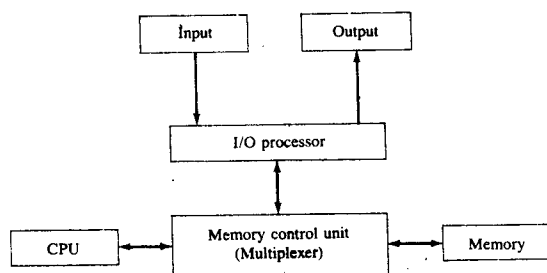 Input
Output
I/O processor
CPU
Memory control unit
(Multiplexer)
Memory